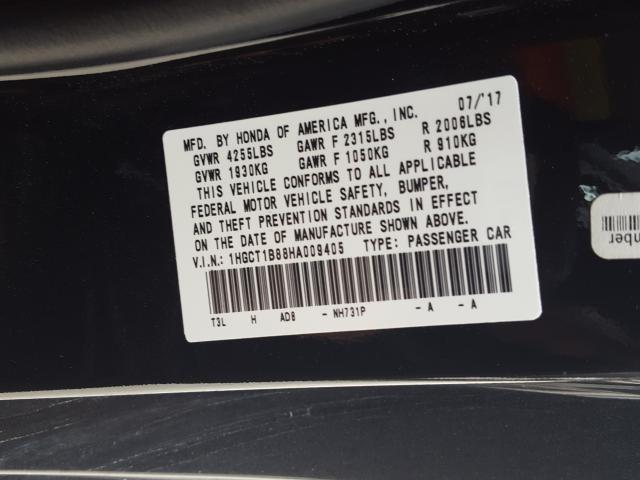 MFD. BY HONDA OF AMERICA MFG., INC. 07/'17
GVWR 4255LBS GAWR F 2315LBS R 2006LBS
GVWR 1930KG GAWR F 1050KG R 910KG
THIS VEHICLE CONFORMS TO ALL APPLICABLE
FEDERAL MOTOR VEHICLE SAFETY, BUMPER,
AND THEFT PREVENTION STANDARDS IN EFFECT
ON THE DATE OF MANUFACTURE SHOWN ABOVE.
V.I.N.: 1HGCT1B88HA009405 TYPE: PASSENGER CAR
T3L H AD8 - NH731P - A - A
mber